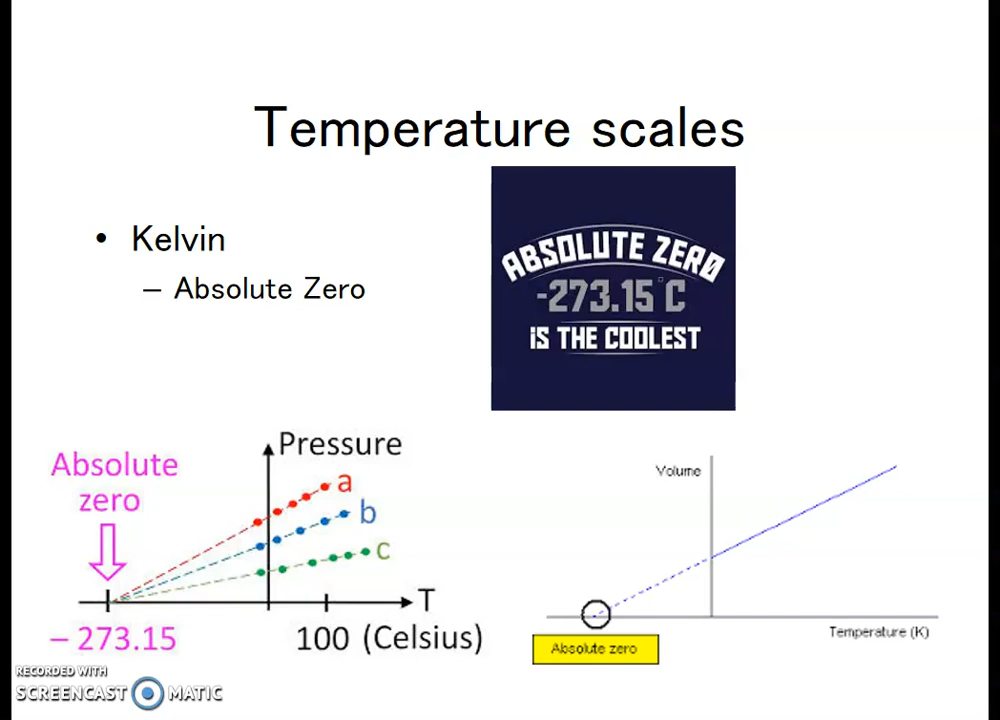 Temperature scales
• Kelvin
– Absolute Zero
ABSOLUTE ZERO
-273.15°C
iS THE COOLEST
Absolute
zero
Pressure
a
b
c
T
– 273.15
100 (Celsius)
Volume
Temperature (K)
Absolute zero
RECORDED WITH
SCREENCAST MATIC